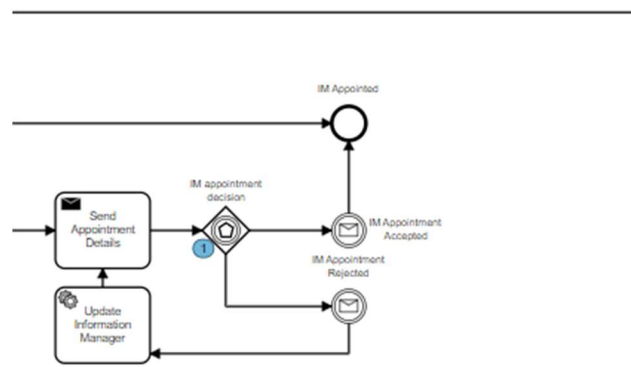 IM Appointed
IM appointment
decision
Send
Appointment
Details
1
IM Appointment
Accepted
IM Appointment
Rejected
Update
Information
Manager